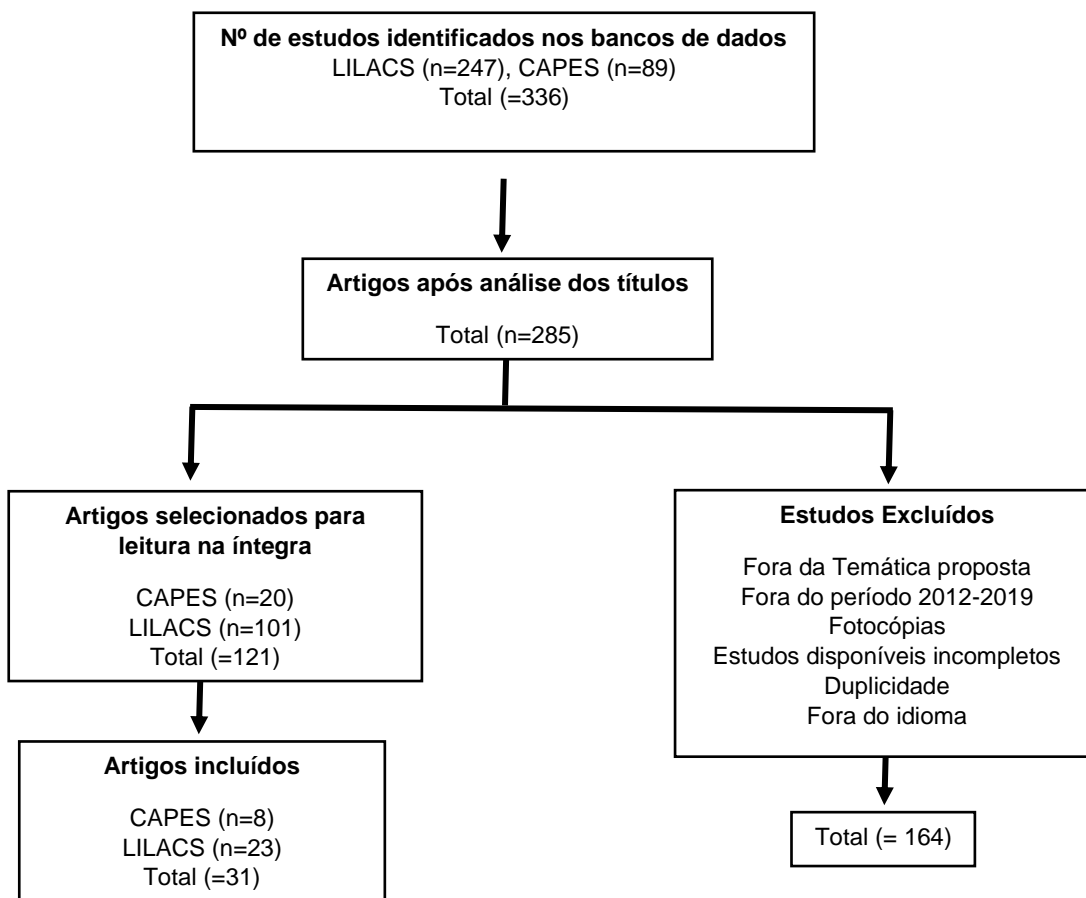 Nº de estudos identificados nos bancos de dados
LILACS (n=247), CAPES (n=89)
Total (=336)
Artigos após análise dos títulos
Total (n=285)
Artigos selecionados para
leitura na íntegra
CAPES (n=20)
LILACS (n=101)
Total (=121)
Estudos Excluídos
Fora da Temática proposta
Fora do período 2012-2019
Fotocópias
Estudos disponíveis incompletos
Duplicidade
Fora do idioma
Artigos incluídos
CAPES (n=8)
LILACS (n=23)
Total (=31)
Total (= 164)